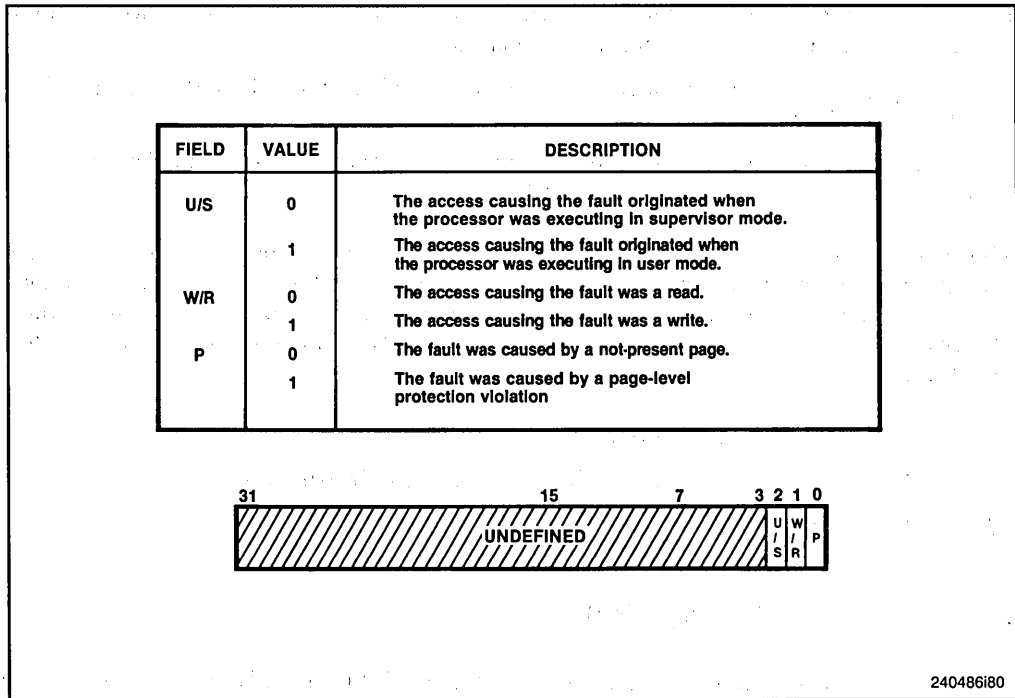 FIELD VALUE DESCRIPTION
U/S 0 The access causing the fault originated when
the processor was executing in supervisor mode.
1 The access causing the fault originated when
the processor was executing in user mode.
W/R 0 The access causing the fault was a read.
1 The access causing the fault was a write.
P 0 The fault was caused by a not-present page.
1 The fault was caused by a page-level
protection violation
31 15 7 3 2 1 0
UNDEFINED U/S W/R P
240486i80